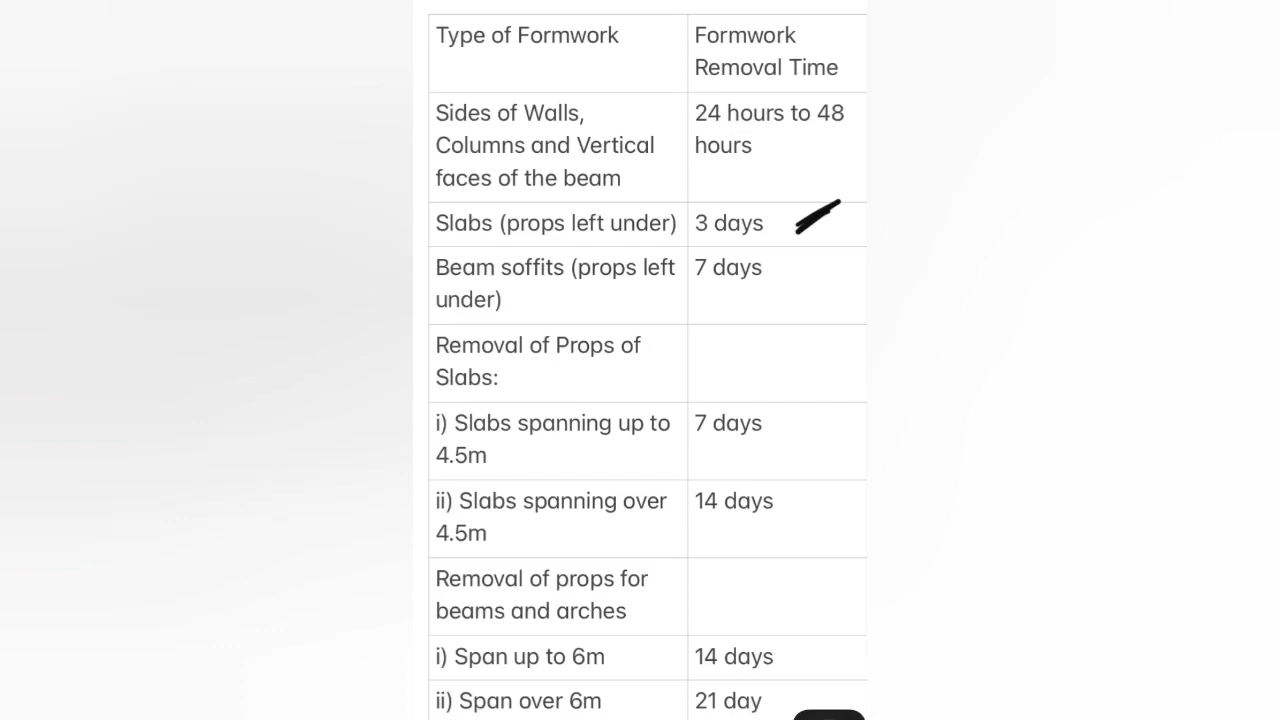 Type of Formwork
Formwork
Removal Time
Sides of Walls,
Columns and Vertical
faces of the beam
24 hours to 48
hours
Slabs (props left under)
3 days
Beam soffits (props left
under)
7 days
Removal of Props of
Slabs:
i) Slabs spanning up to
4.5m
7 days
ii) Slabs spanning over
4.5m
14 days
Removal of props for
beams and arches
i) Span up to 6m
14 days
ii) Span over 6m
21 day